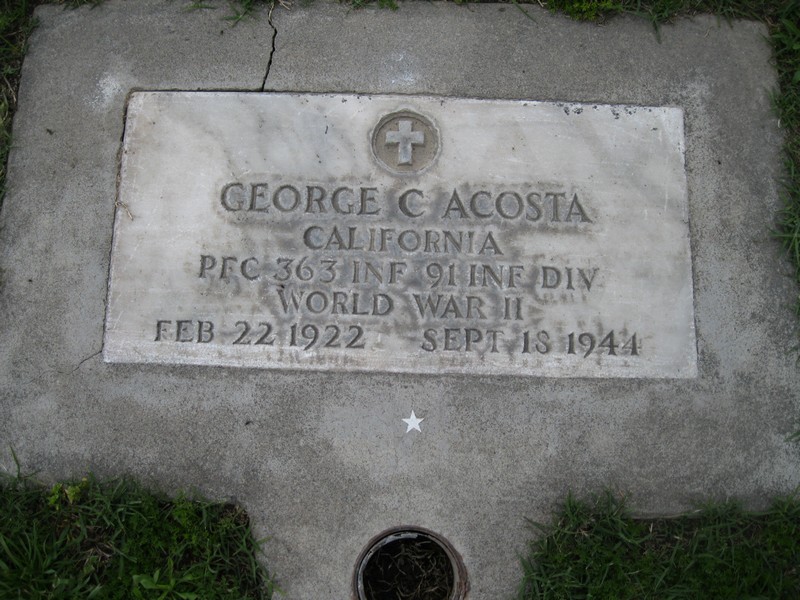 GEORGE C ACOSTA
CALIFORNIA
PFC 363 INF 91 INF DIV
WORLD WAR II
FEB 22 1922 SEPT 18 1944